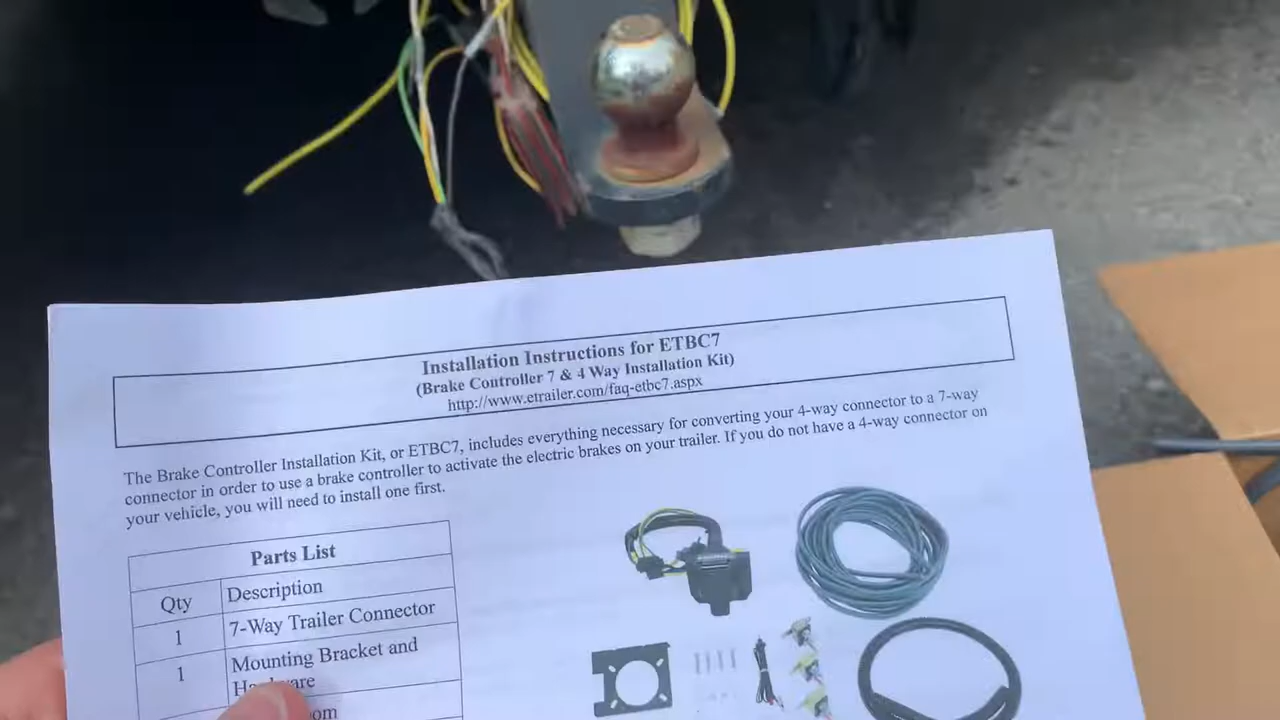 Installation Instructions for ETBC7
(Brake Controller 7 & 4 Way Installation Kit)
http://www.etrailer.com/faq-etbc7.aspx
The Brake Controller Installation Kit, or ETBC7, includes everything necessary for converting your 4-way connector to a 7-way
connector in order to use a brake controller to activate the electric brakes on your trailer. If you do not have a 4-way connector on
your vehicle, you will need to install one first.
Parts List
Qty Description
1 7-Way Trailer Connector
1 Mounting Bracket and